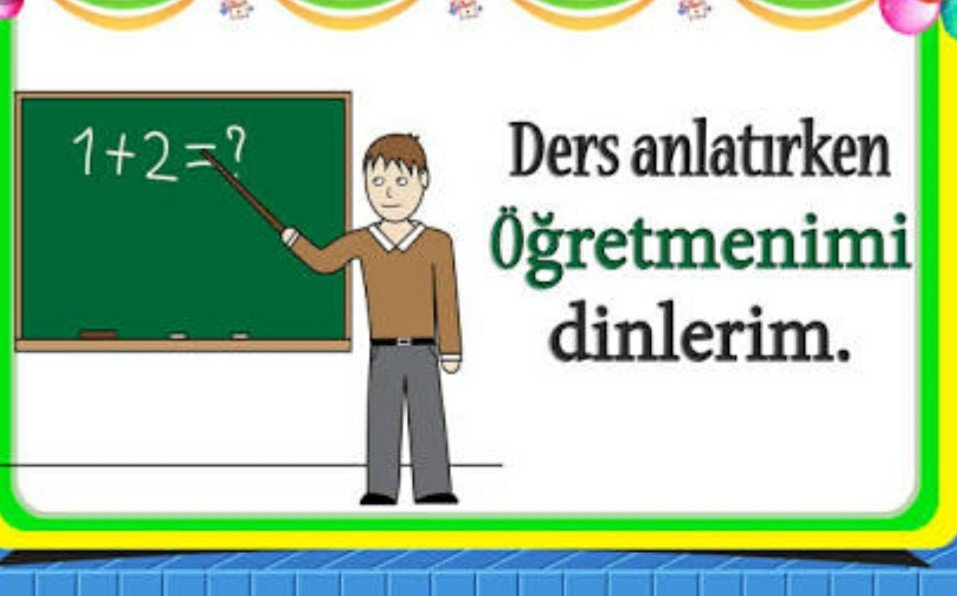 1+2=?
Ders anlatırken
Öğretmenimi
dinlerim.